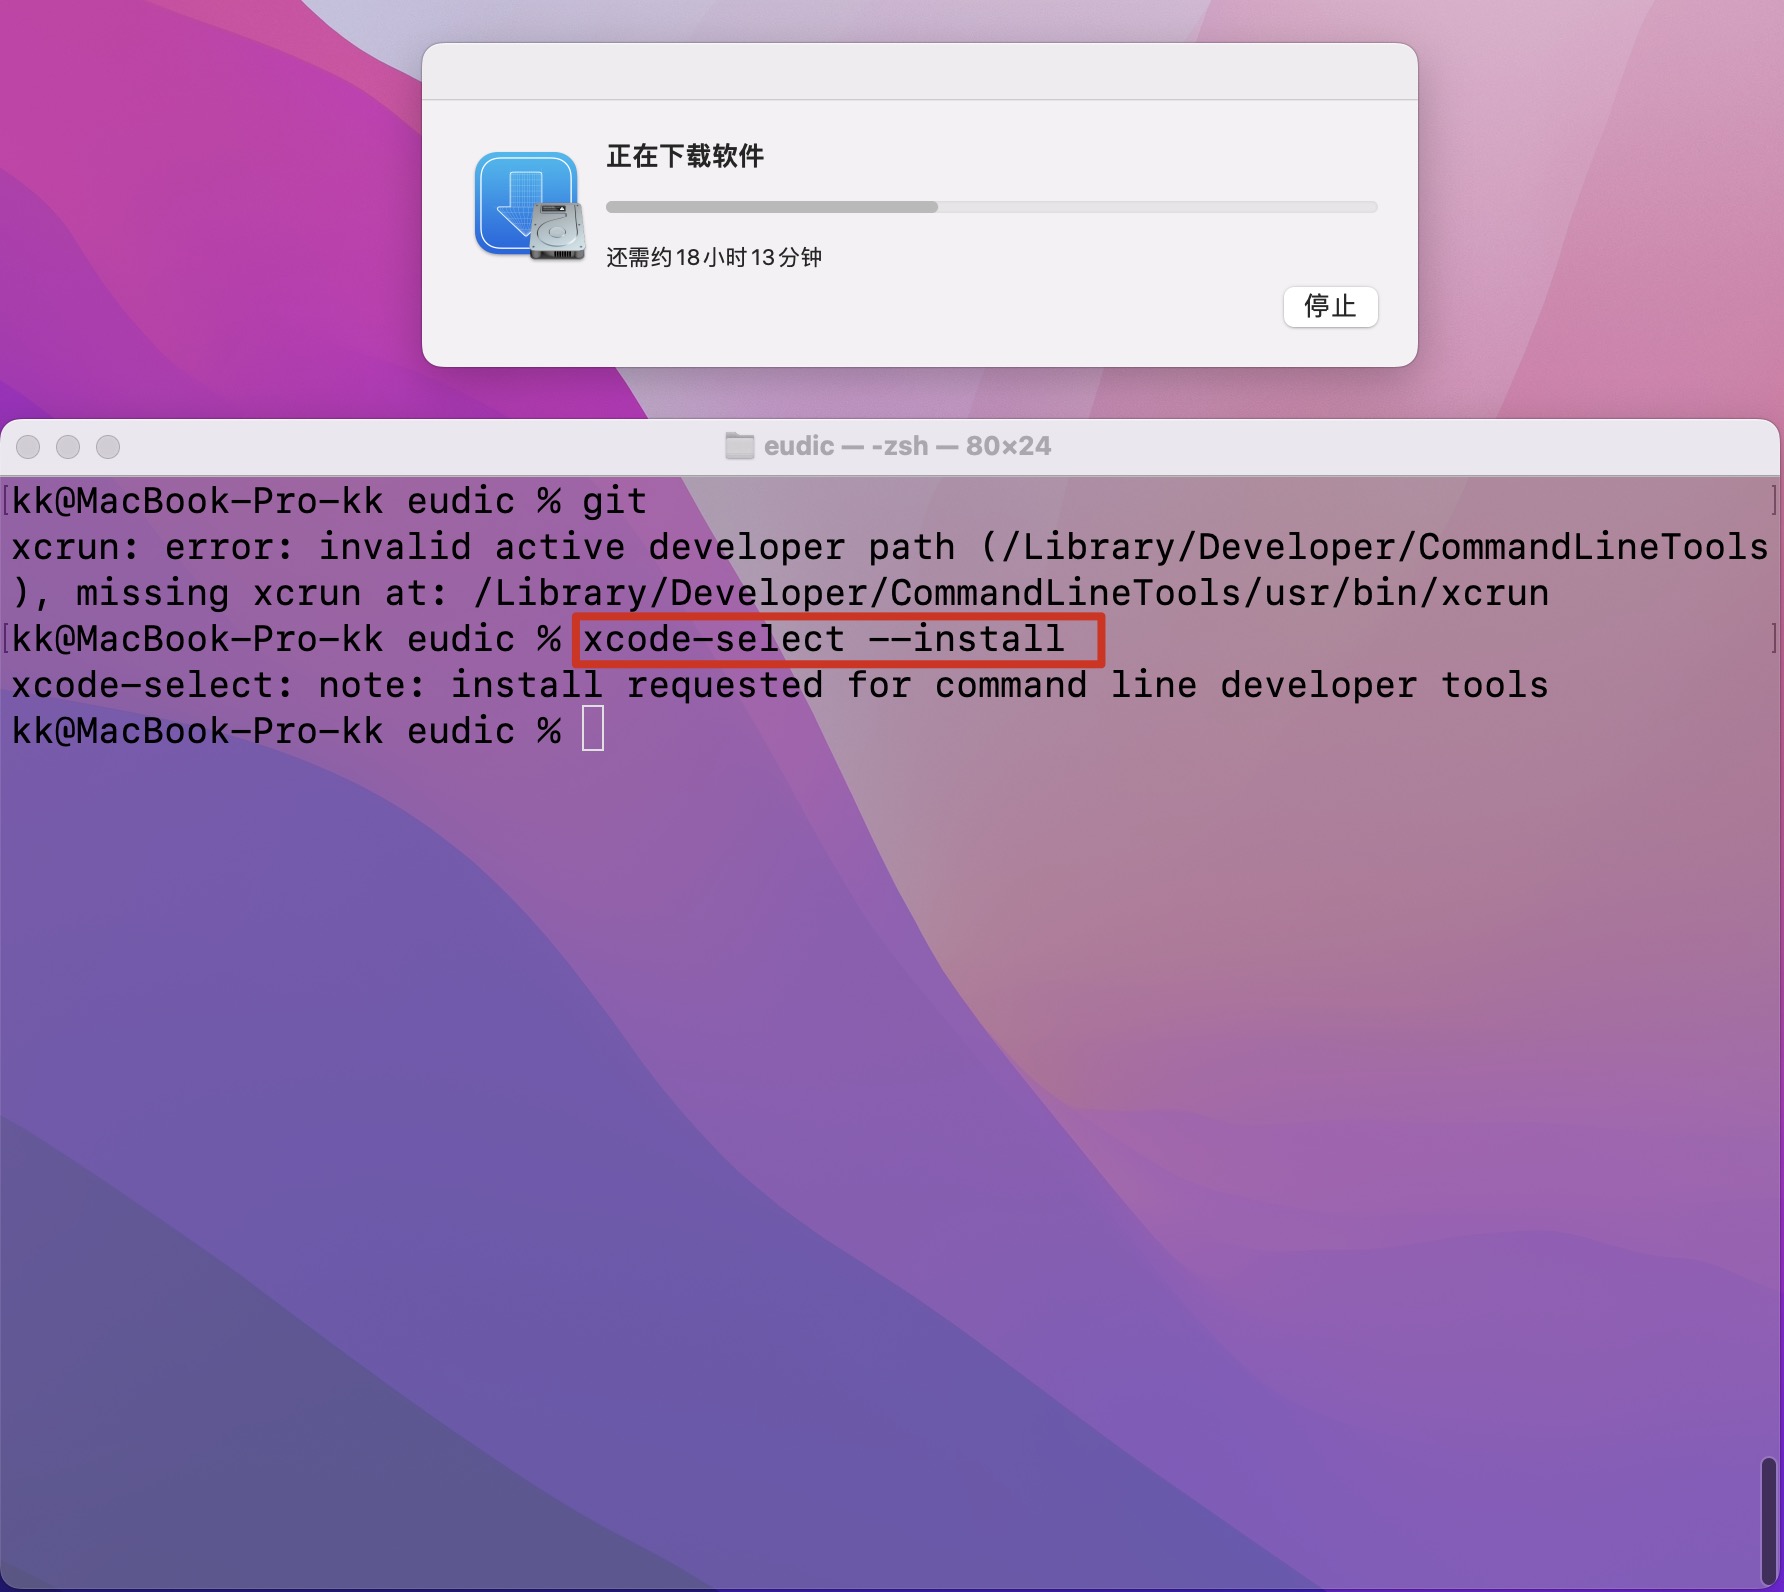 正在下载软件
还需约18小时13分钟
停止
eudic — -zsh — 80×24
[kk@MacBook-Pro-kk eudic % git ]
xcrun: error: invalid active developer path (/Library/Developer/CommandLineTools
), missing xcrun at: /Library/Developer/CommandLineTools/usr/bin/xcrun
[kk@MacBook-Pro-kk eudic % xcode-select --install ]
xcode-select: note: install requested for command line developer tools
kk@MacBook-Pro-kk eudic %